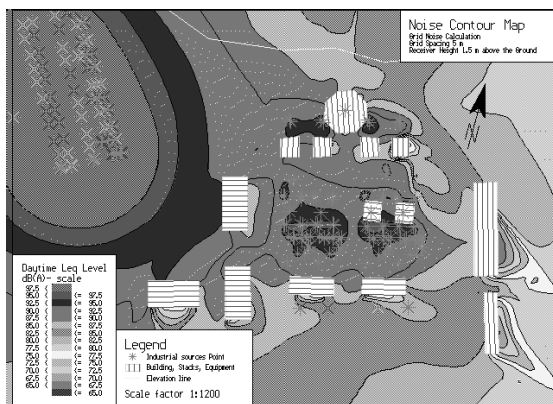 Noise Contour Map
Grid Noise Calculation
Grid Spacing 5 m
Receiver Height 1.5 m above the Ground
N
Daytime Leq Level
dB(A)- scale
97.5 <
95.0 < <= 97.5
92.5 < <= 95.0
90.0 < <= 92.5
87.5 < <= 90.0
85.0 < <= 87.5
82.5 < <= 85.0
80.0 < <= 82.5
77.5 < <= 80.0
75.0 < <= 77.5
72.5 < <= 75.0
70.0 < <= 72.5
67.5 < <= 70.0
65.0 < <= 67.5
<= 65.0
Legend
Industrial sources Point
Building, Stacks, Equipment
Elevation line
Scale factor 1:1200